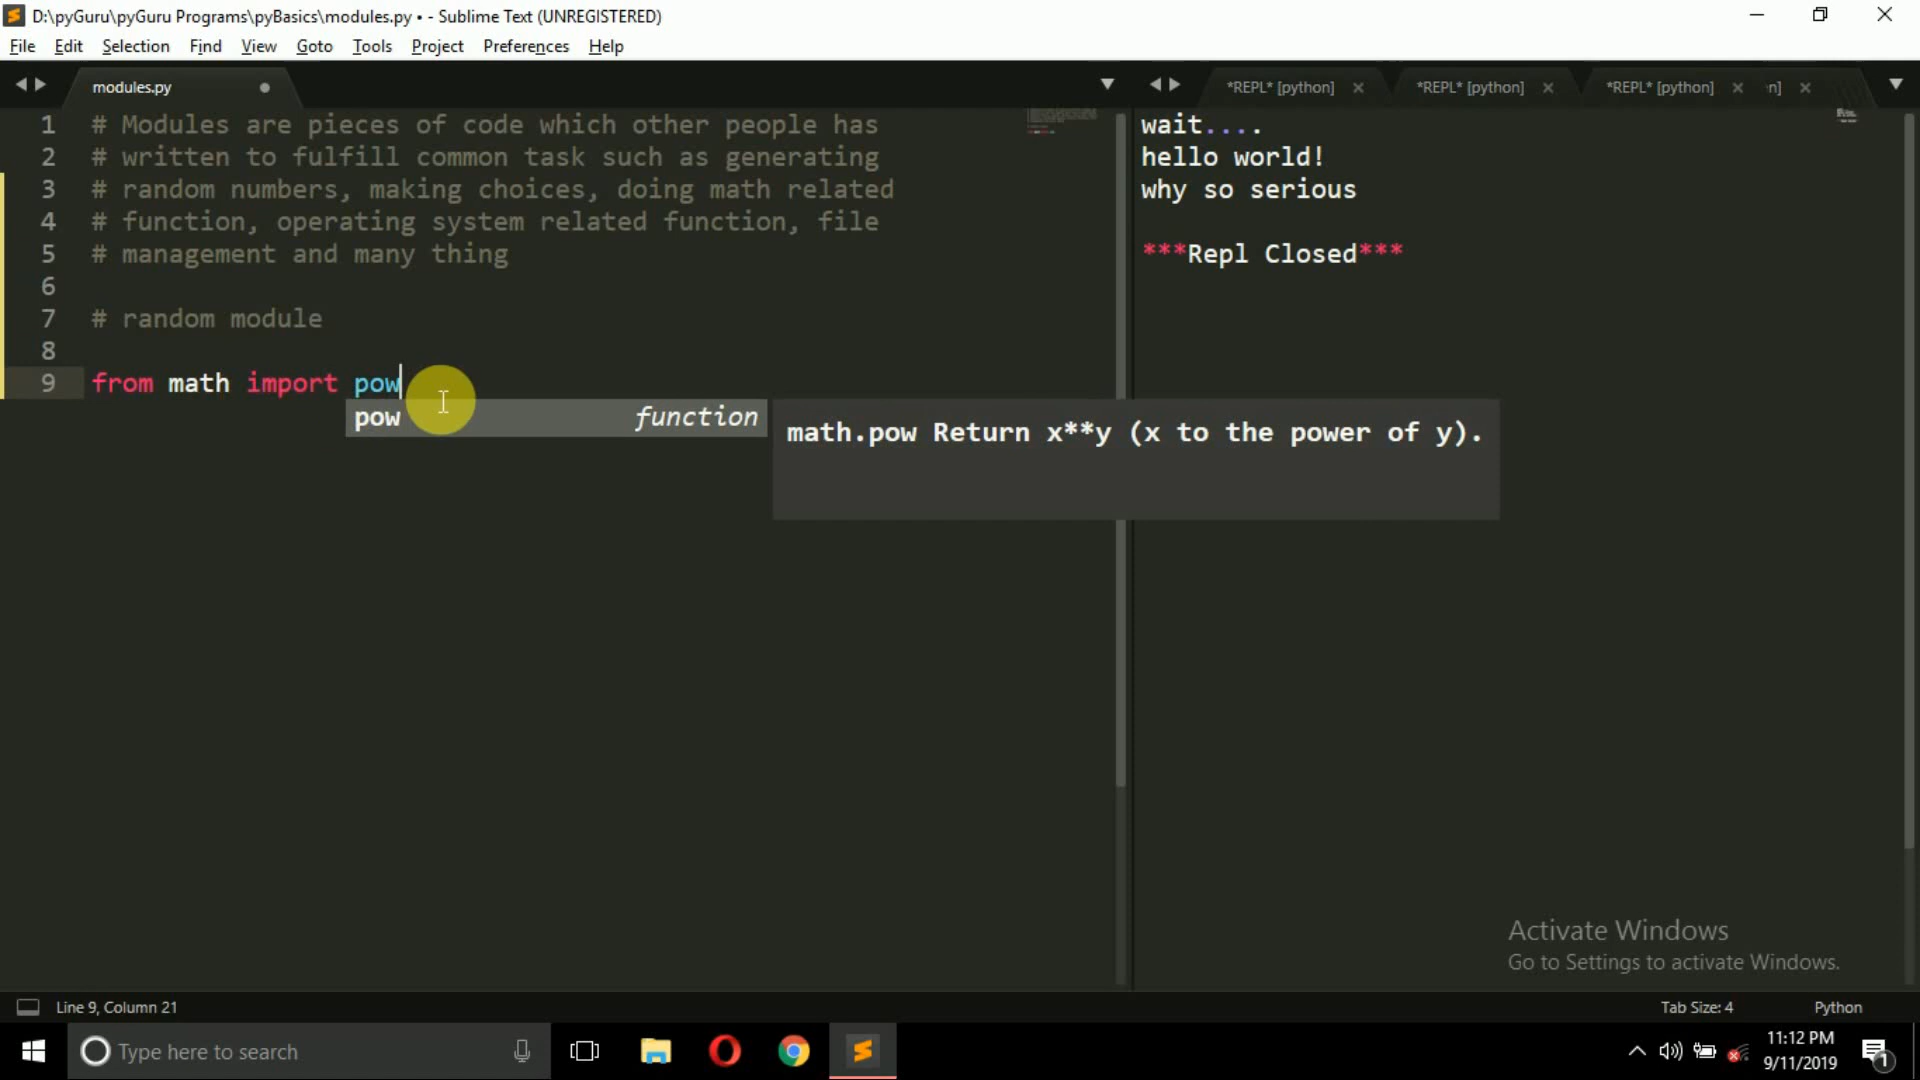 D:\pyGuru\pyGuru Programs\pyBasics\modules.py • - Sublime Text (UNREGISTERED)
File Edit Selection Find View Goto Tools Project Preferences Help
modules.py
*REPL* [python] *REPL* [python] *REPL* [python] n]
1 # Modules are pieces of code which other people has
2 # written to fulfill common task such as generating
3 # random numbers, making choices, doing math related
4 # function, operating system related function, file
5 # management and many thing
6
7 # random module
8
9 from math import pow
pow function
math.pow Return x**y (x to the power of y).
wait....
hello world!
why so serious
***Repl Closed***
Activate Windows
Go to Settings to activate Windows.
Line 9, Column 21
Tab Size: 4 Python
Type here to search
11:12 PM
9/11/2019
1